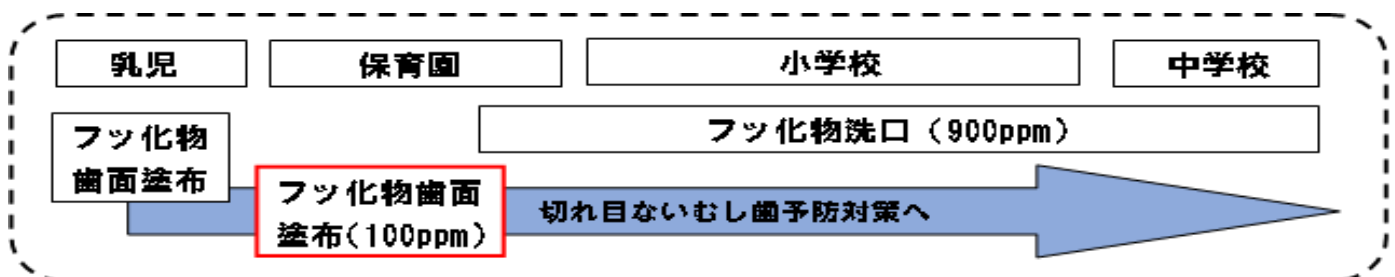 乳児
保育園
小学校
中学校
フッ化物
歯面塗布
フッ化物洗口（900ppm）
フッ化物歯面
塗布(100ppm)
切れ目ないむし歯予防対策へ